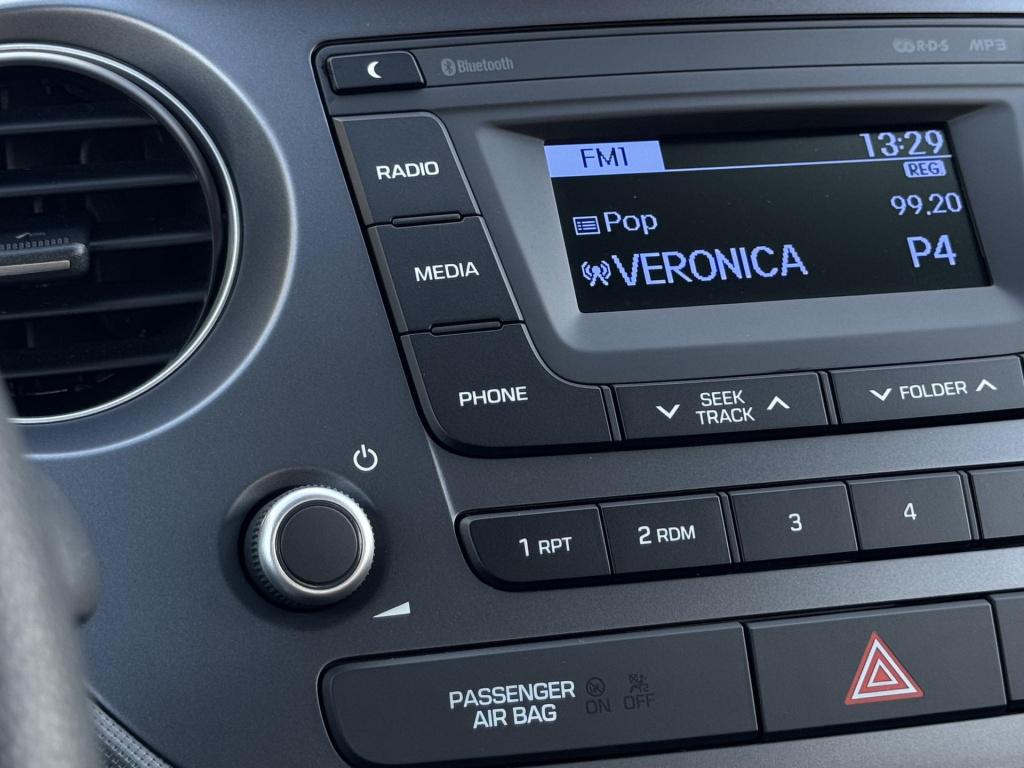 Bluetooth
R·D·S MP3
RADIO
FM1 13:29
REG.
99.20
Pop
VERONICA P4
MEDIA
PHONE
SEEK
TRACK
FOLDER
1 RPT
2 RDM
3
4
PASSENGER
AIR BAG
ON OFF